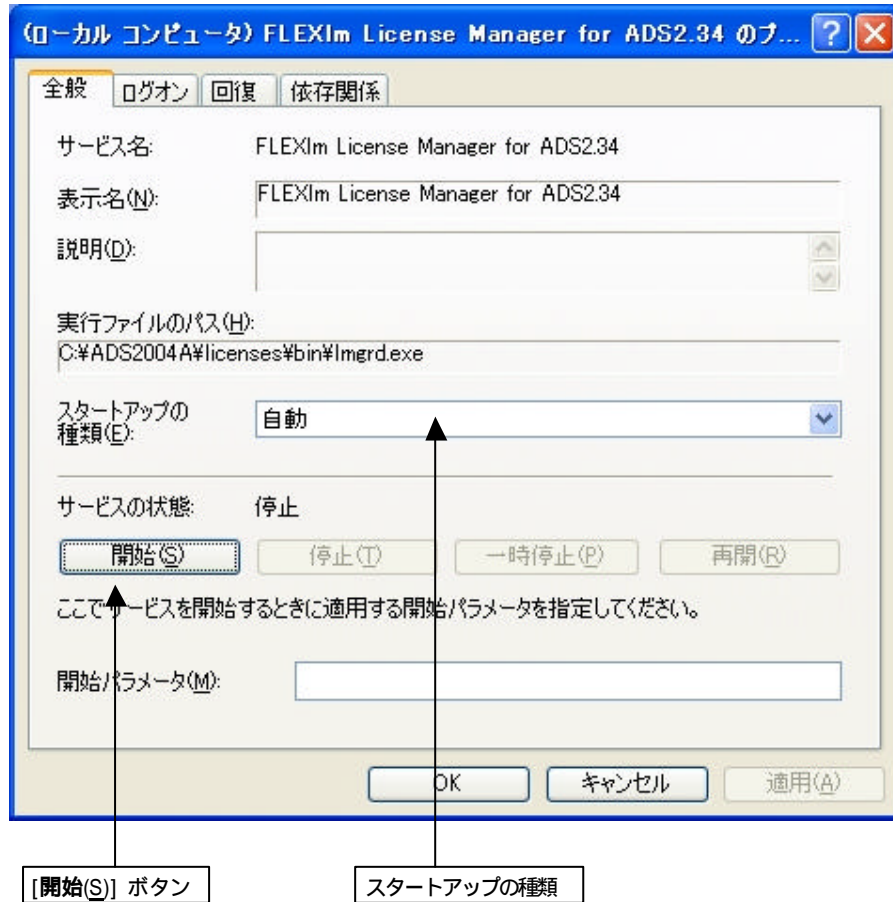 (ローカル コンピュータ) FLEXlm License Manager for ADS2.34 のプ...
全般 ログオン 回復 依存関係
サービス名: FLEXlm License Manager for ADS2.34
表示名(N): FLEXlm License Manager for ADS2.34
説明(D):
実行ファイルのパス(H):
C:¥ADS2004A¥licenses¥bin¥lmgrd.exe
スタートアップの
種類(E): 自動
サービスの状態: 停止
開始(S) 停止(T) 一時停止(P) 再開(R)
ここでサービスを開始するときに適用する開始パラメータを指定してください。
開始パラメータ(M):
OK キャンセル 適用(A)
[開始(S)] ボタン スタートアップの種類